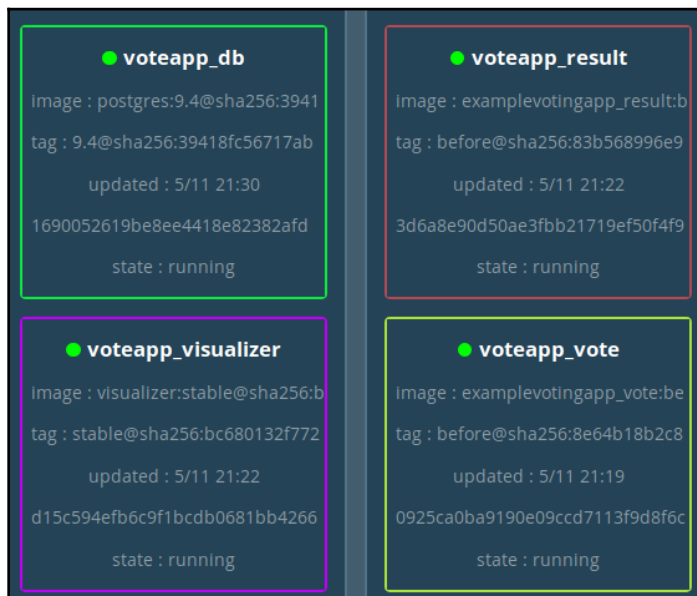 voteapp_db
image : postgres:9.4@sha256:3941
tag : 9.4@sha256:39418fc56717ab
updated : 5/11 21:30
1690052619be8ee4418e82382afd
state : running
voteapp_result
image : examplevotingapp_result:b
tag : before@sha256:83b568996e9
updated : 5/11 21:22
3d6a8e90d50ae3fbb21719ef50f4f9
state : running
voteapp_visualizer
image : visualizer:stable@sha256:b
tag : stable@sha256:bc680132f772
updated : 5/11 21:22
d15c594efb6c9f1bcdb0681bb4266
state : running
voteapp_vote
image : examplevotingapp_vote:be
tag : before@sha256:8e64b18b2c8
updated : 5/11 21:19
0925ca0ba9190e09ccd7113f9d8f6c
state : running